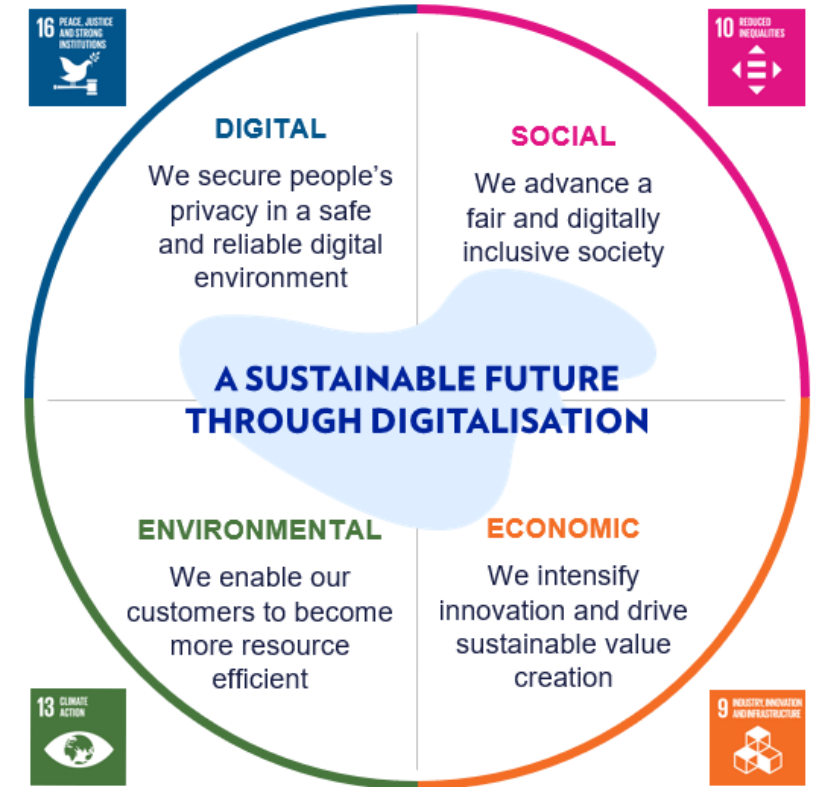 16 PEACE, JUSTICE
AND STRONG
INSTITUTIONS
10 REDUCED
INEQUALITIES
DIGITAL
We secure people's
privacy in a safe
and reliable digital
environment
SOCIAL
We advance a
fair and digitally
inclusive society
A SUSTAINABLE FUTURE
THROUGH DIGITALISATION
ENVIRONMENTAL
We enable our
customers to become
more resource
efficient
ECONOMIC
We intensify
innovation and drive
sustainable value
creation
13 CLIMATE
ACTION
9 INDUSTRY, INNOVATION
AND INFRASTRUCTURE